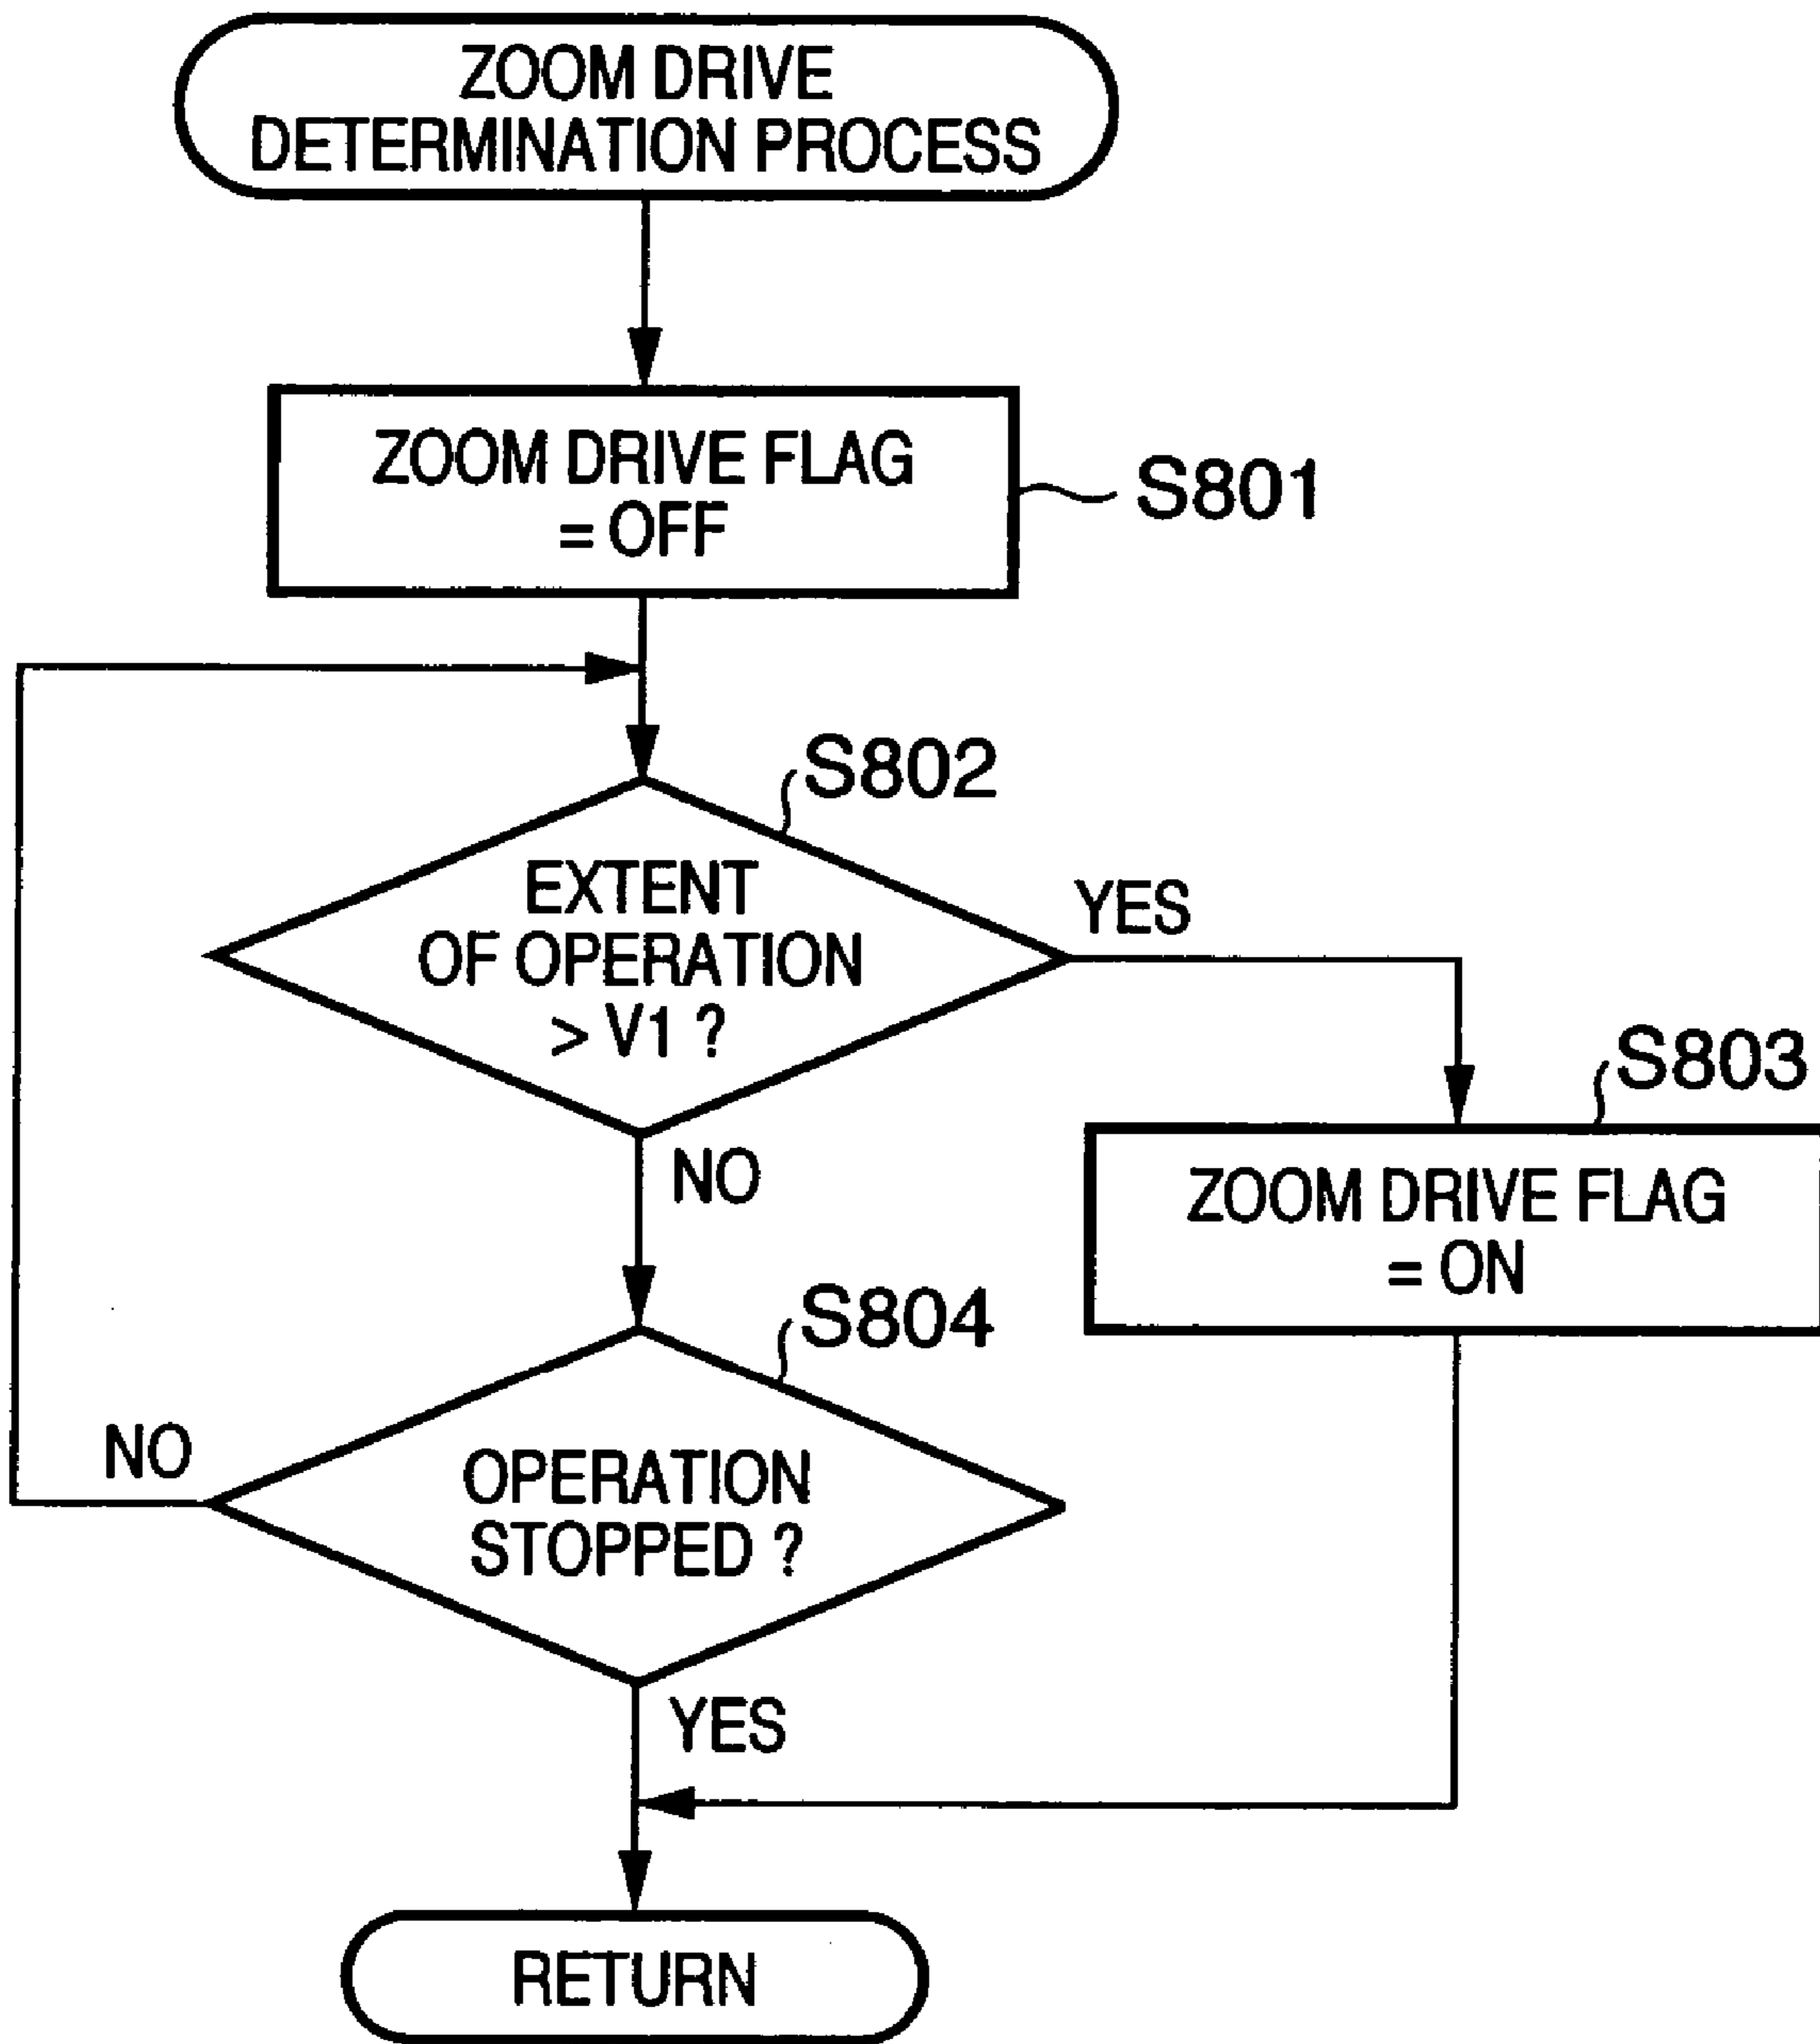 ZOOM DRIVE
DETERMINATION PROCESS
ZOOM DRIVE FLAG
= OFF
S801
S802
EXTENT
OF OPERATION
> V1 ?
YES
NO
S803
ZOOM DRIVE FLAG
= ON
S804
OPERATION
STOPPED ?
NO
YES
RETURN